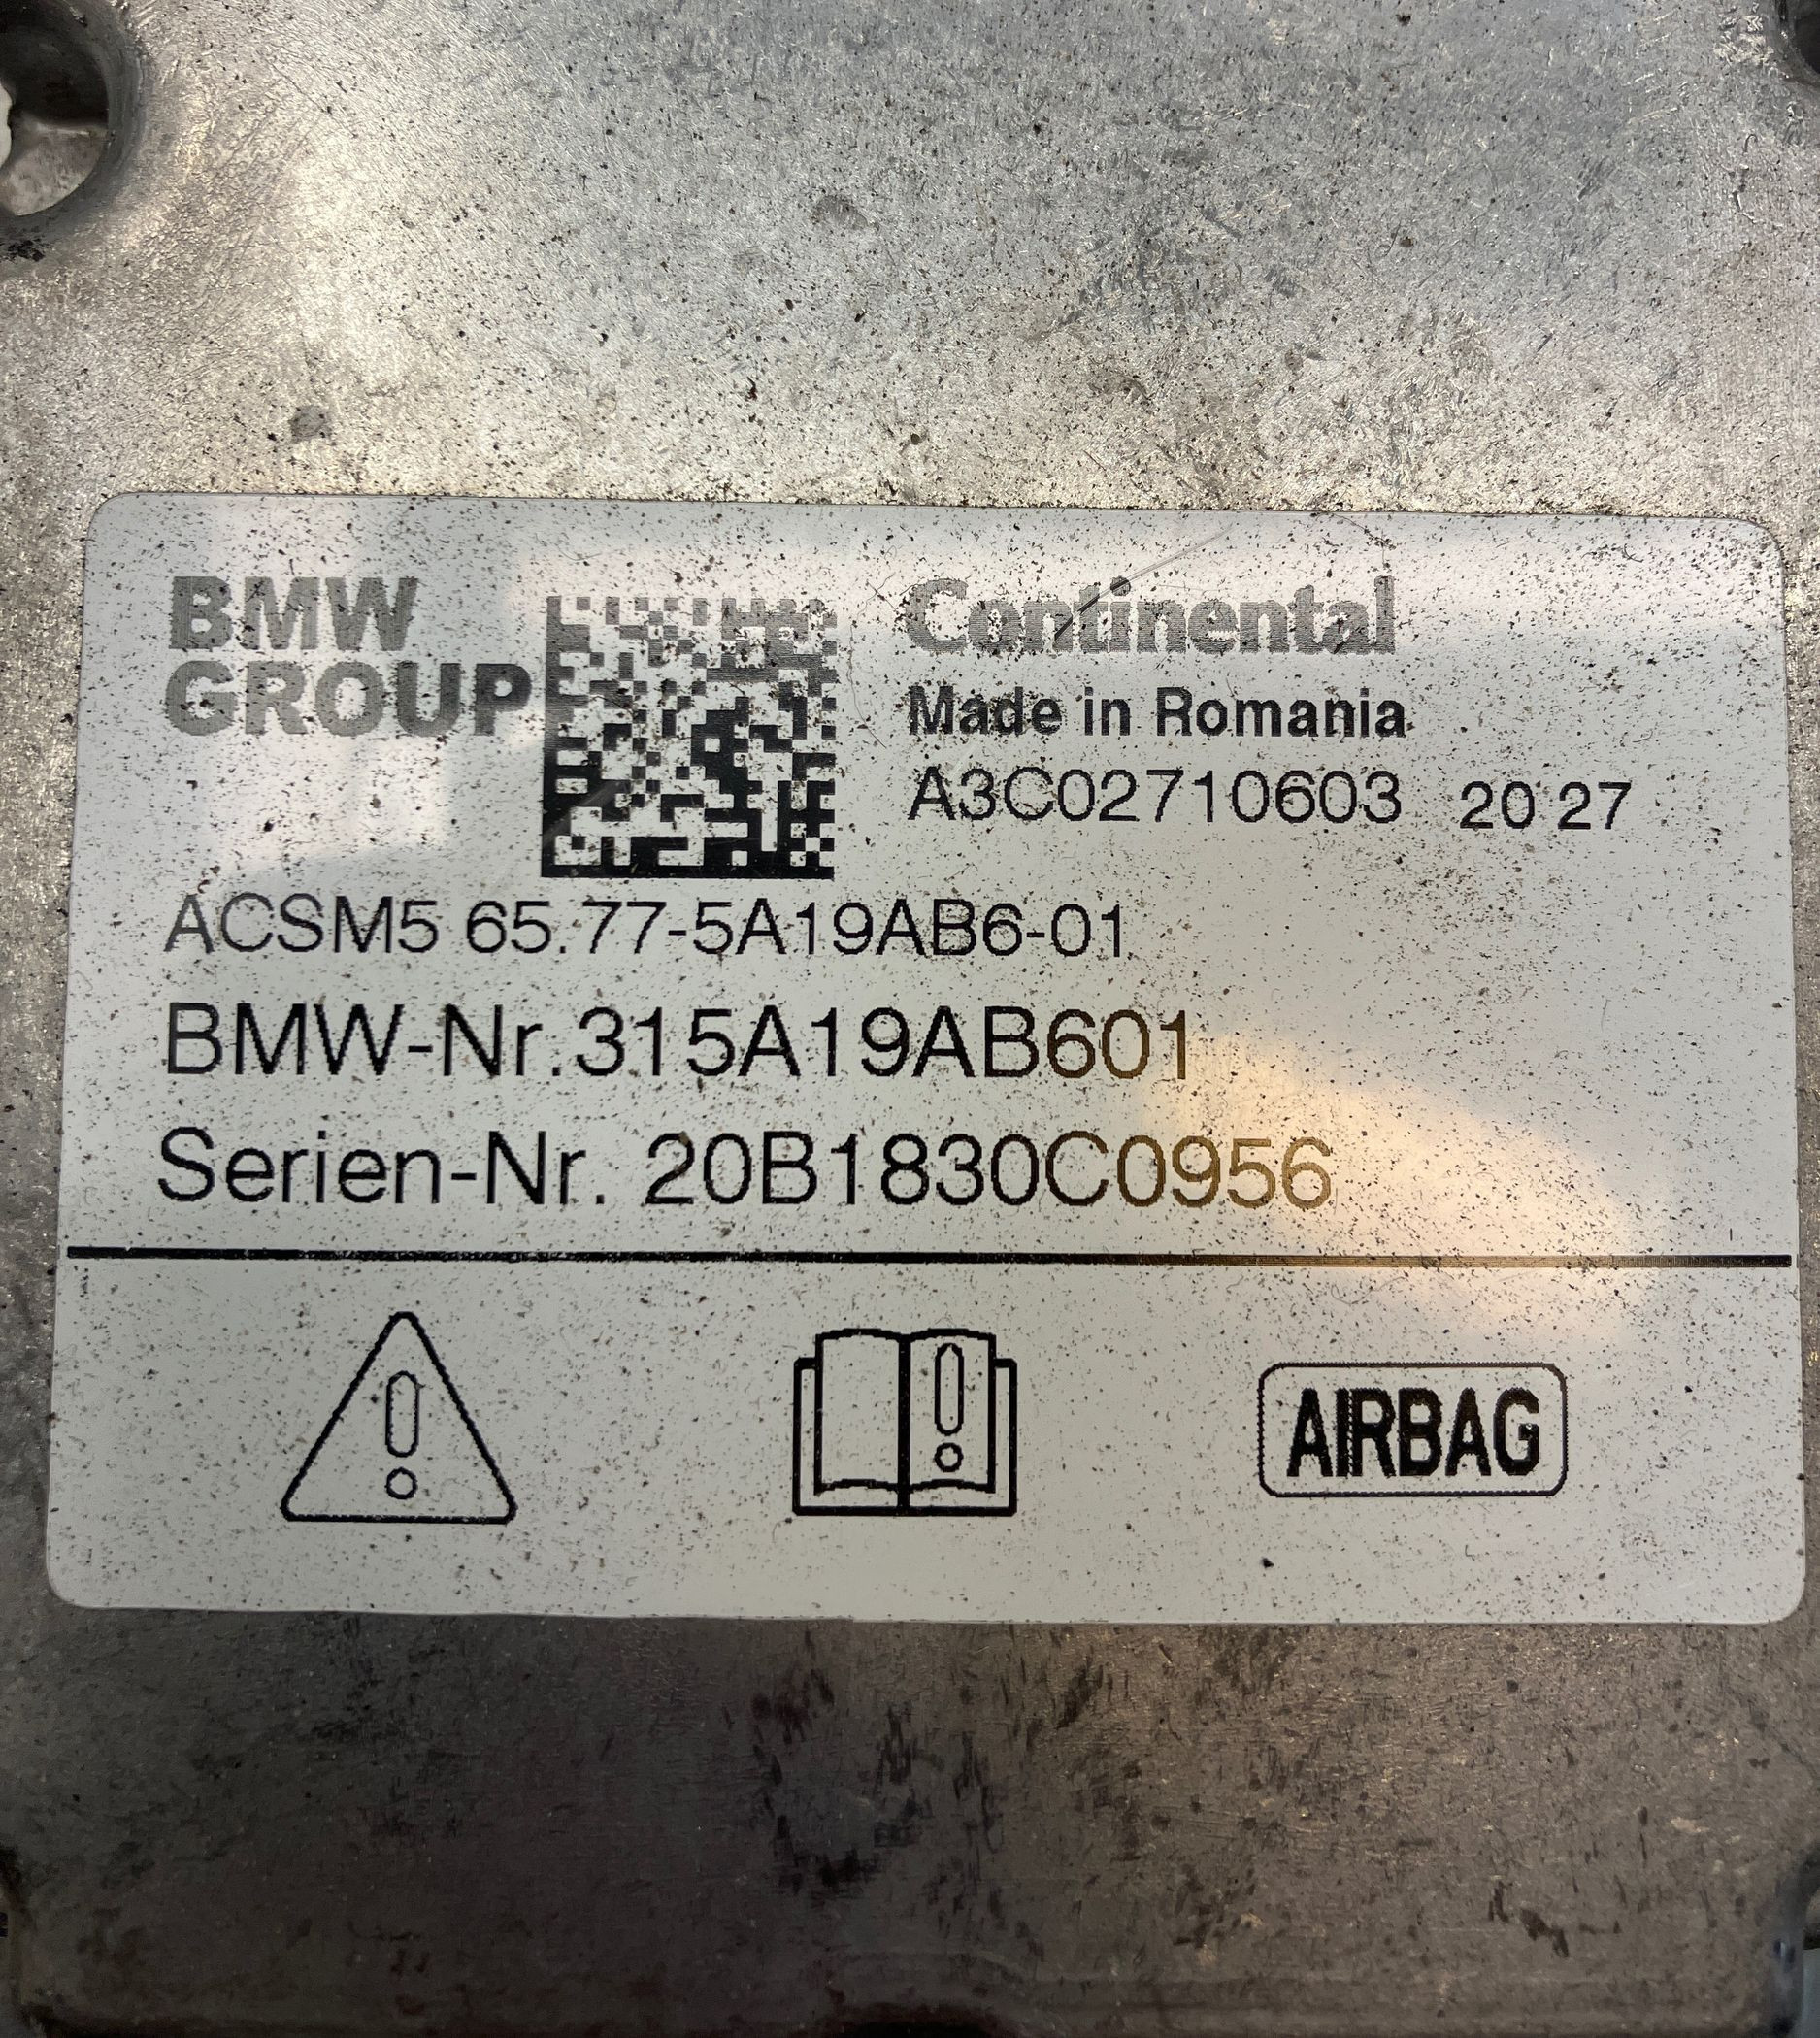 BMW
GROUP
Continental
Made in Romania
A3C02710603 20 27
ACSM5 65.77-5A19AB6-01
BMW-Nr.315A19AB601
Serien-Nr. 20B1830C0956
AIRBAG